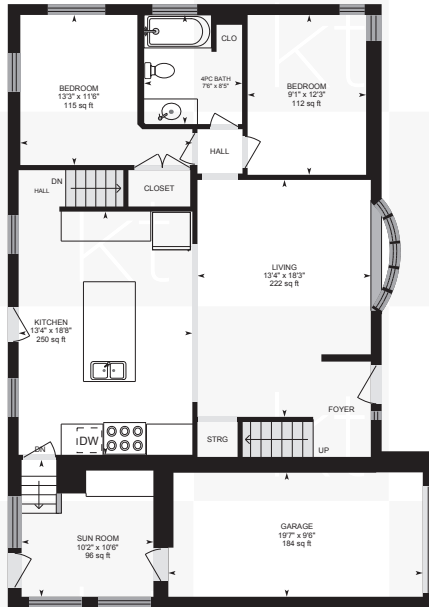 CLO
BEDROOM
13'3" x 11'6"
115 sq ft
4PC BATH
7'6" x 8'5"
BEDROOM
9'1" x 12'3"
112 sq ft
HALL
DN
HALL
CLOSET
LIVING
13'4" x 18'3"
222 sq ft
KITCHEN
13'4" x 18'8"
250 sq ft
FOYER
DW
STRG
UP
DN
SUN ROOM
10'2" x 10'6"
96 sq ft
GARAGE
19'7" x 9'6"
184 sq ft
kt
kt
kt